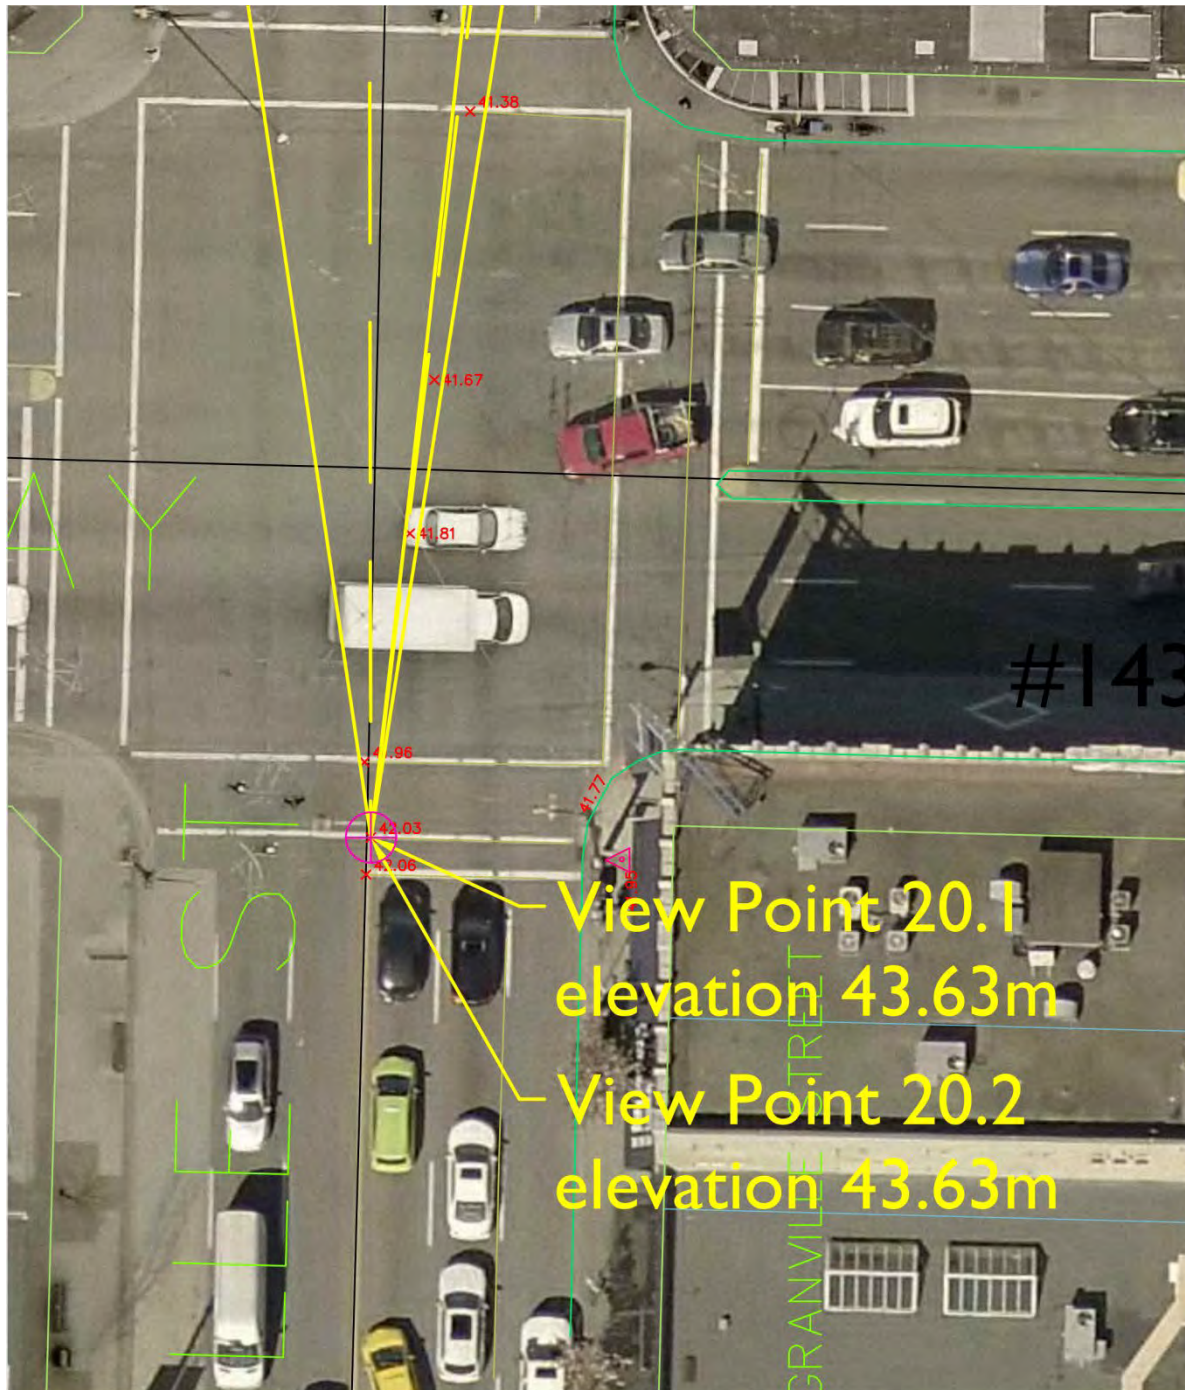 41.38
41.67
41.81
#143
41.96
41.77
42.03
42.06
View Point 20.1
elevation 43.63m
View Point 20.2
elevation 43.63m
GRANVILLE STREET
A Y
S T